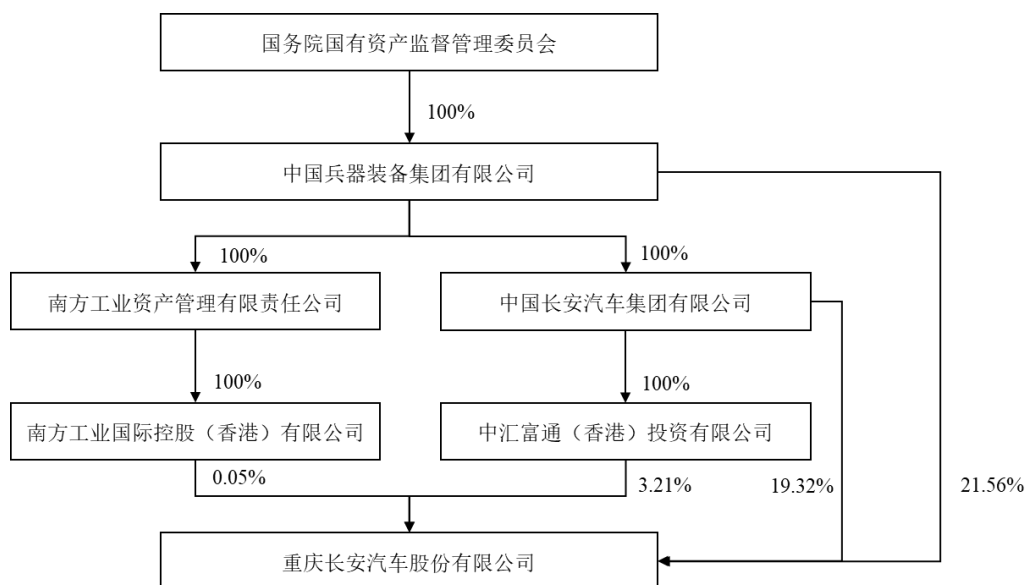 国务院国有资产监督管理委员会
100%
中国兵器装备集团有限公司
100%
100%
南方工业资产管理有限责任公司
中国长安汽车集团有限公司
100%
100%
南方工业国际控股（香港）有限公司
中汇富通（香港）投资有限公司
0.05%
3.21%
19.32%
21.56%
重庆长安汽车股份有限公司